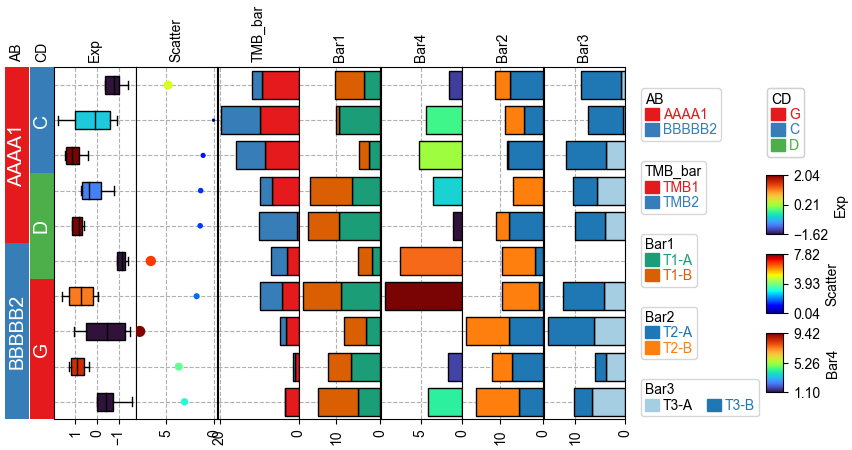 AB
CD
Exp
Scatter
TMB_bar
Bar1
Bar4
Bar2
Bar3
AAAA1
BBBBB2
C
D
G
1
0
−1
5
0
20
0
10
0
5
0
10
0
10
0
AB
AAAA1
BBBBB2
TMB_bar
TMB1
TMB2
Bar1
T1-A
T1-B
Bar2
T2-A
T2-B
Bar3
T3-A T3-B
CD
G
C
D
2.04
0.21
−1.62
Exp
7.82
3.93
0.04
Scatter
9.42
5.26
1.10
Bar4